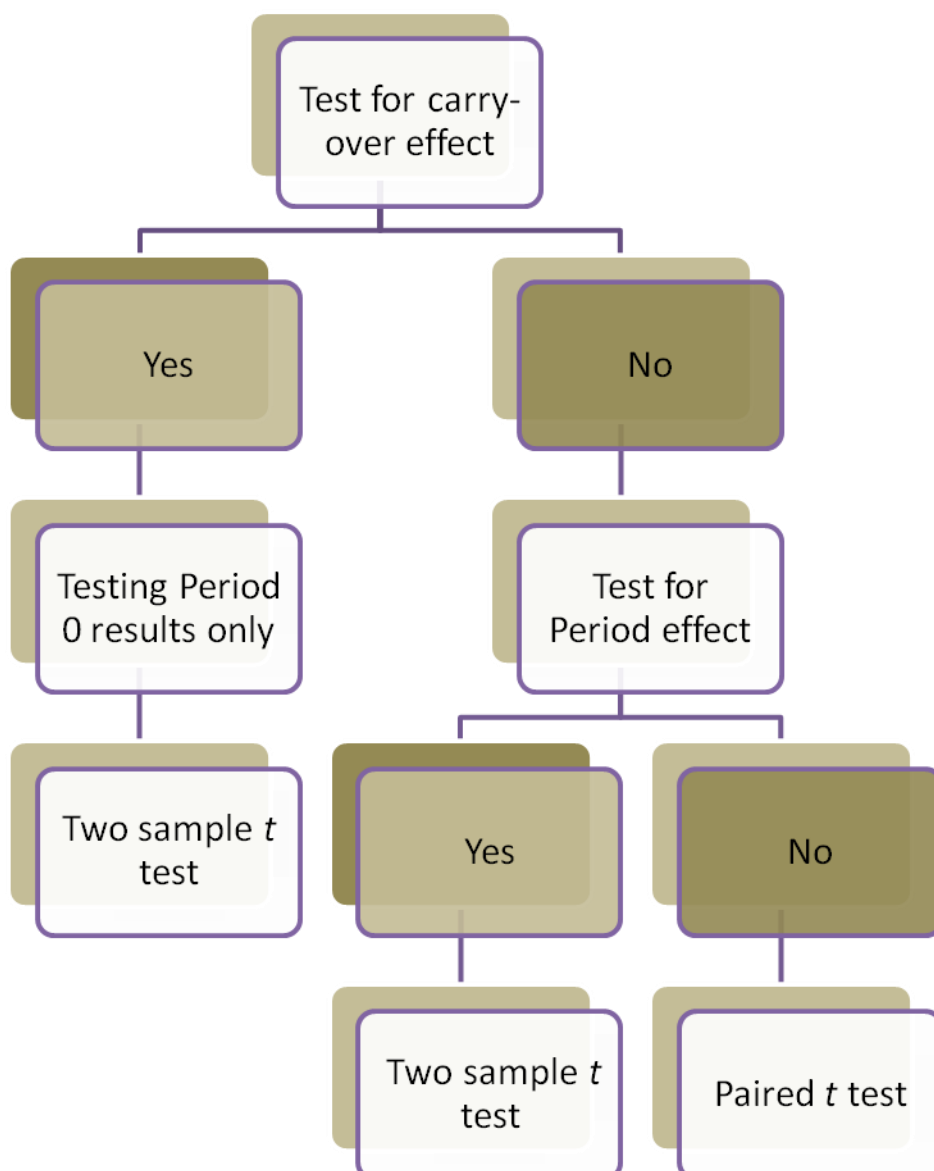 Test for carry-
over effect
Yes
No
Testing Period
0 results only
Test for
Period effect
Two sample t
test
Yes
No
Two sample t
test
Paired t test